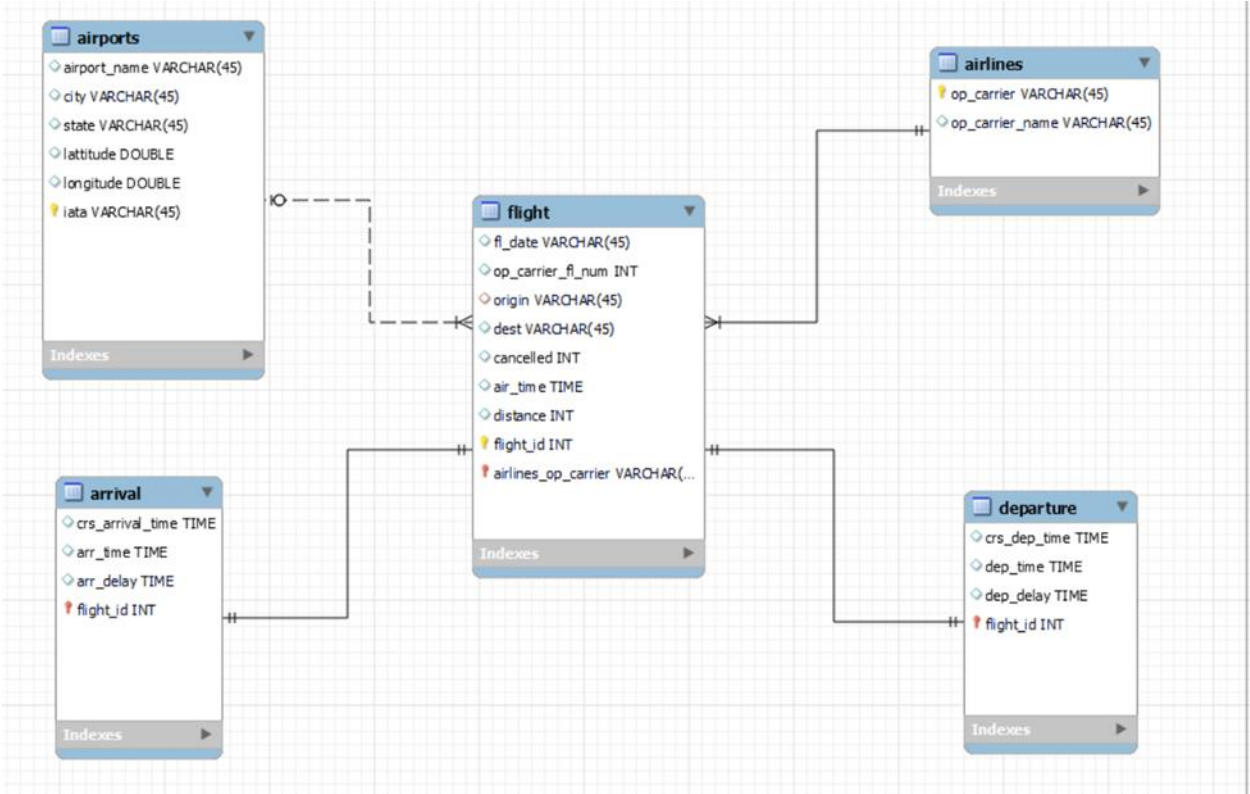 airports
airport_name VARCHAR(45)
city VARCHAR(45)
state VARCHAR(45)
lattitude DOUBLE
longitude DOUBLE
iata VARCHAR(45)
Indexes
airlines
op_carrier VARCHAR(45)
op_carrier_name VARCHAR(45)
Indexes
flight
fl_date VARCHAR(45)
op_carrier_fl_num INT
origin VARCHAR(45)
dest VARCHAR(45)
cancelled INT
air_time TIME
distance INT
flight_id INT
airlines_op_carrier VARCHAR(...
Indexes
arrival
crs_arrival_time TIME
arr_time TIME
arr_delay TIME
flight_id INT
Indexes
departure
crs_dep_time TIME
dep_time TIME
dep_delay TIME
flight_id INT
Indexes